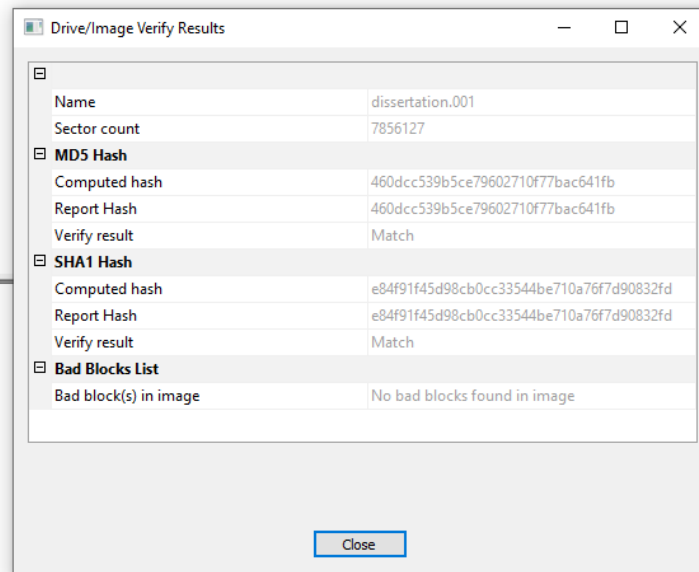 Drive/Image Verify Results
Name dissertation.001
Sector count 7856127
MD5 Hash
Computed hash 460dcc539b5ce79602710f77bac641fb
Report Hash 460dcc539b5ce79602710f77bac641fb
Verify result Match
SHA1 Hash
Computed hash e84f91f45d98cb0cc33544be710a76f7d90832fd
Report Hash e84f91f45d98cb0cc33544be710a76f7d90832fd
Verify result Match
Bad Blocks List
Bad block(s) in image No bad blocks found in image
Close